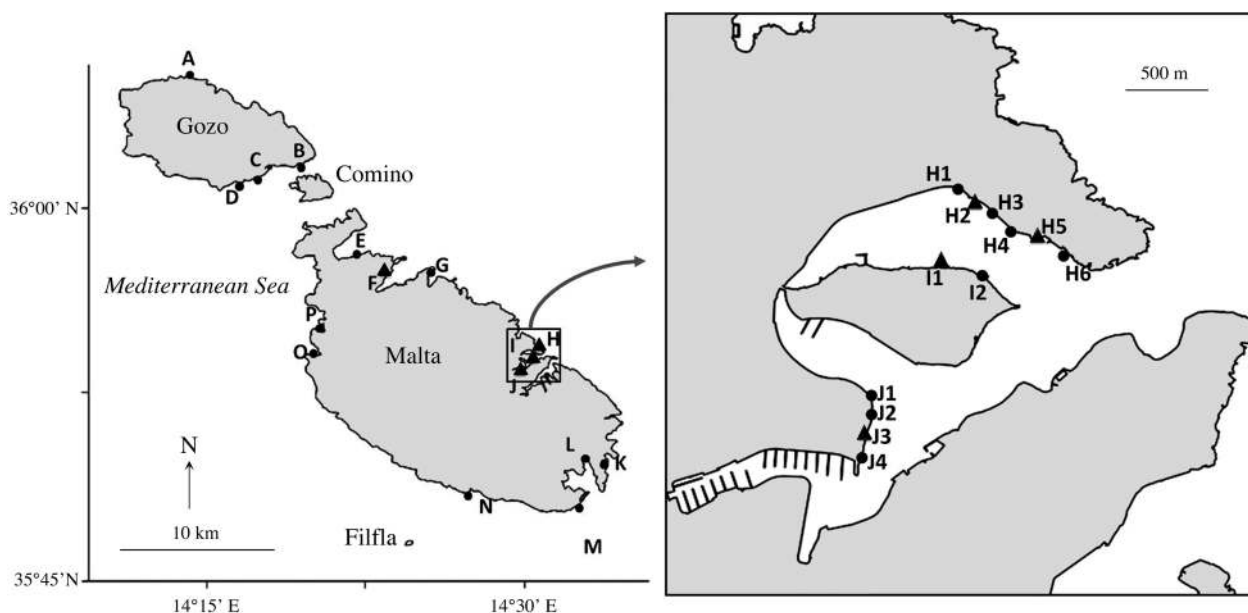 A
Gozo
C
B
D
Comino
36°00' N
E
F
G
Mediterranean Sea
P
O
Malta
I
H
J
N
L
K
10 km
N
Filfla
M
35°45'N
14°15' E
14°30' E
500 m
H1
H2
H3
H4
H5
H6
I1
I2
J1
J2
J3
J4